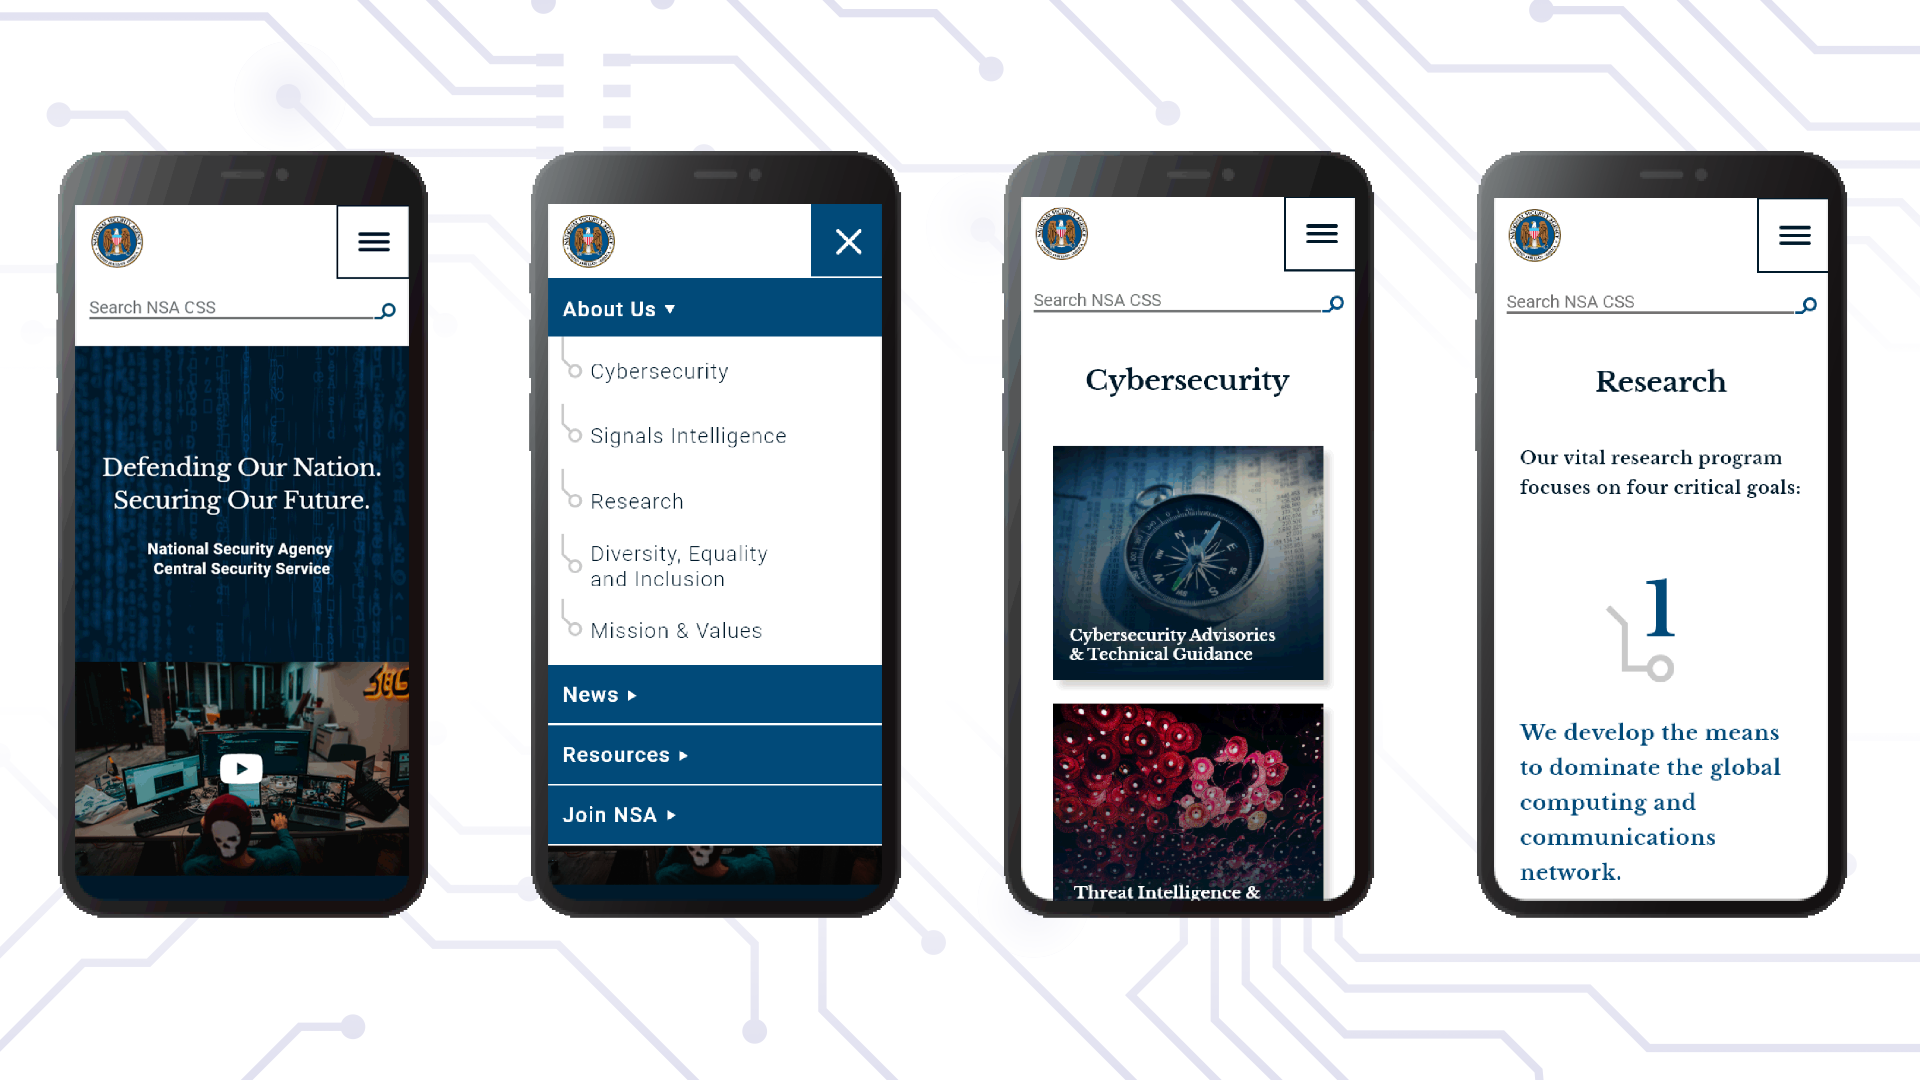 Search NSA CSS
Defending Our Nation.
Securing Our Future.
National Security Agency
Central Security Service
About Us
Cybersecurity
Signals Intelligence
Research
Diversity, Equality
and Inclusion
Mission & Values
News
Resources
Join NSA
Search NSA CSS
Cybersecurity
Cybersecurity Advisories
& Technical Guidance
Threat Intelligence &
Search NSA CSS
Research
Our vital research program
focuses on four critical goals:
1
We develop the means
to dominate the global
computing and
communications
network.